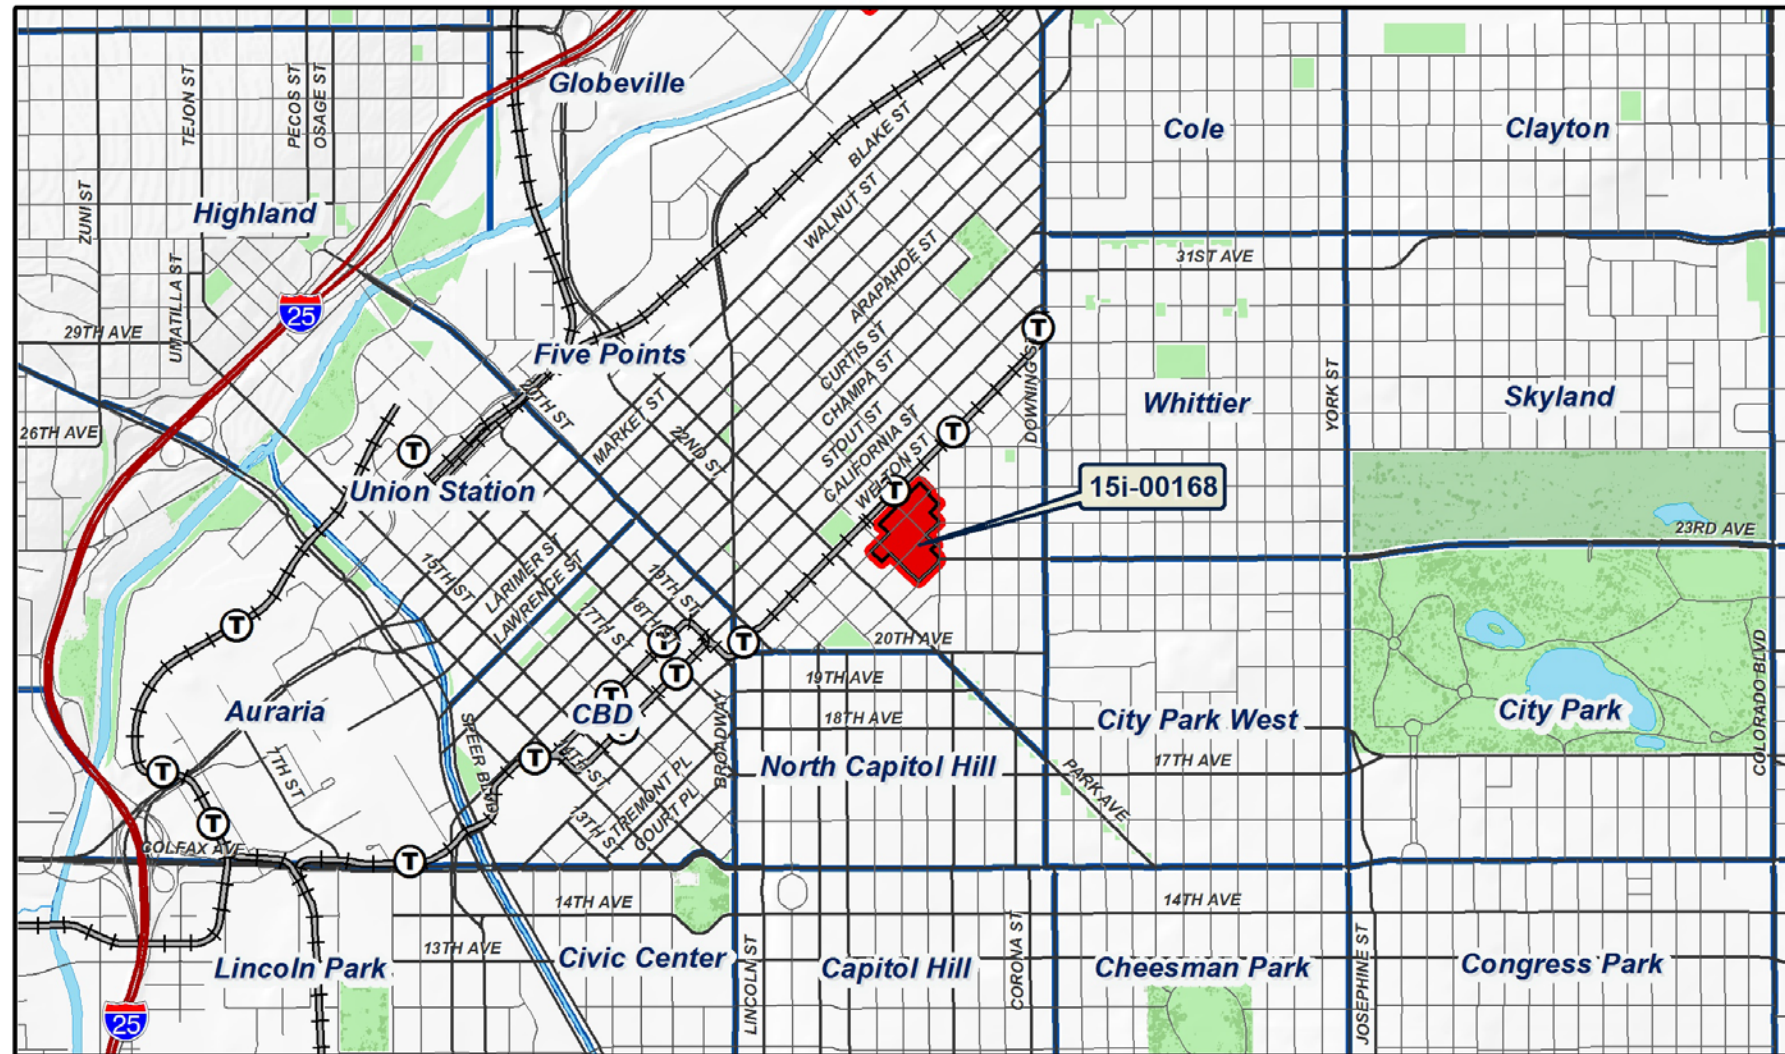 Globeville
TEJON ST
PECOS ST
OSAGE ST
BLAKE ST
Cole
Clayton
ZUNI ST
Highland
WALNUT ST
ARAPAHOE ST
31ST AVE
UMATILLA ST
25
29TH AVE
T
Five Points
CURTIS ST
CHAMPA ST
DOWNING S
YORK ST
Whittier
Skyland
20TH ST
MARKET ST
22ND ST
STOUT ST
CALIFORNIA ST
WELTON ST
26TH AVE
T
T
T
Union Station
15i-00168
23RD AVE
15TH ST
LARIMER ST
LAWRENCE ST
19TH ST
18TH ST
17TH S
T
T
T
T
T
20TH AVE
19TH AVE
18TH AVE
Auraria
CBD
BROADWAY
City Park West
City Park
COLORADO BLVD
SPEER BLVD
T
T
T
T
7TH ST
14TH ST
North Capitol Hill
17TH AVE
PARK AVE
TREMONT PL
COURT PL
13TH ST
COLFAX AVE
14TH AVE
14TH AVE
13TH AVE
Lincoln Park
Civic Center
LINCOLN ST
Capitol Hill
CORONA ST
Cheesman Park
JOSEPHINE ST
Congress Park
25